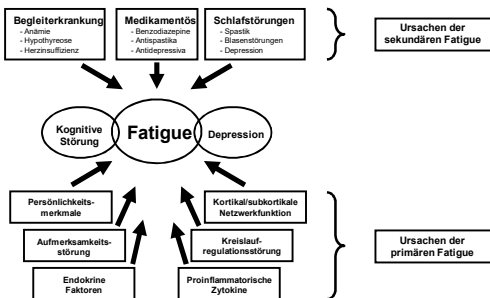 Begleiterkrankung
- Anämie
- Hypothyreose
- Herzinsuffizienz
Medikamentös
- Benzodiazepine
- Antispastika
- Antidepressiva
Schlafstörungen
- Spastik
- Blasenstörungen
- Depression
Ursachen der
sekundären Fatigue
Kognitive
Störung
Fatigue
Depression
Persönlichkeits-
merkmale
Kortikal/subkortikale
Netzwerkfunktion
Aufmerksamkeits-
störung
Kreislauf-
regulationsstörung
Endokrine
Faktoren
Proinflammatorische
Zytokine
Ursachen der
primären Fatigue